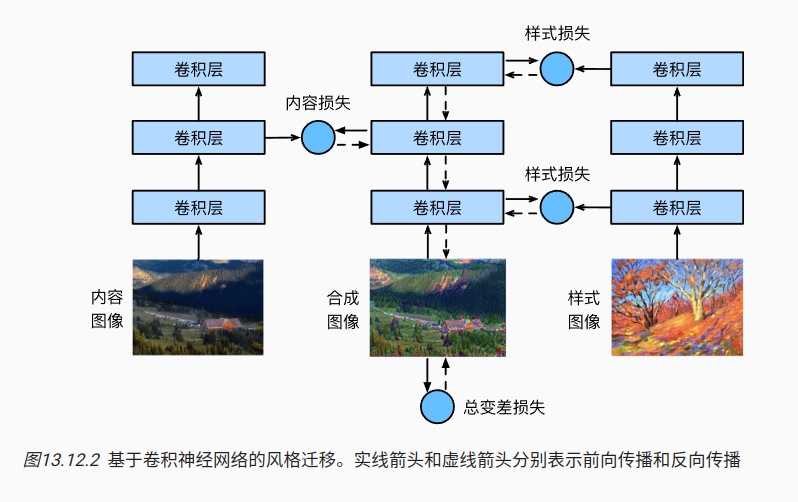 样式损失
卷积层
卷积层
卷积层
内容损失
卷积层
卷积层
卷积层
样式损失
卷积层
卷积层
卷积层
内容
图像
合成
图像
样式
图像
总变差损失
图13.12.2 基于卷积神经网络的风格迁移。实线箭头和虚线箭头分别表示前向传播和反向传播